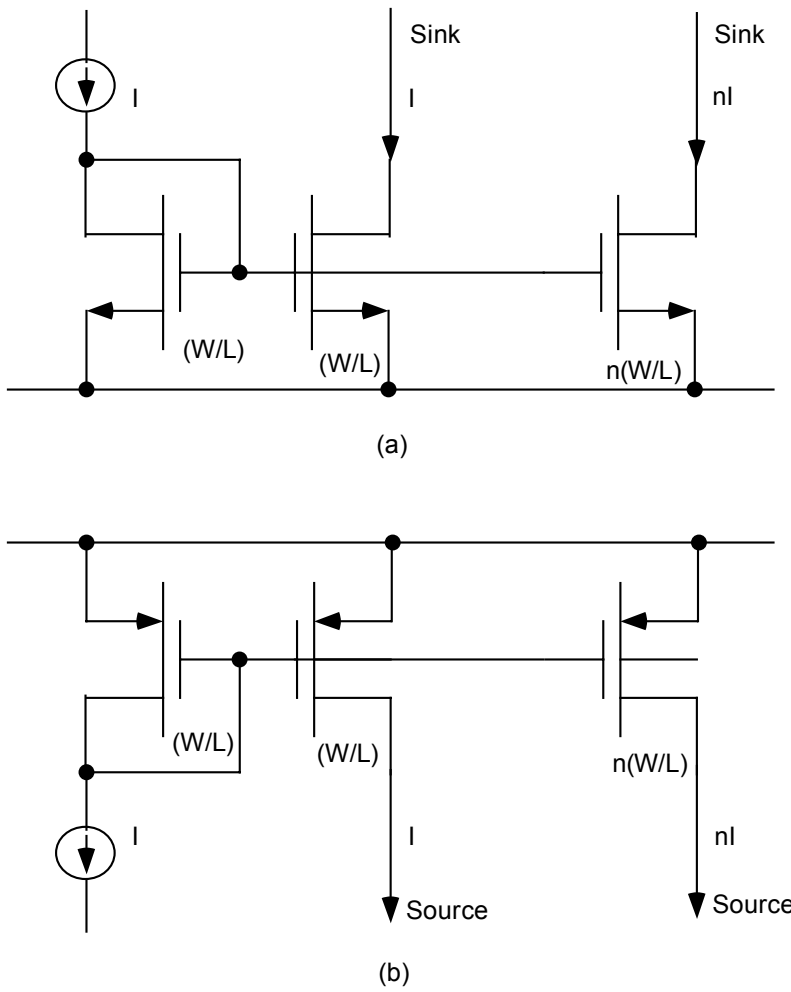 Sink
Sink
I
I
nI
(W/L)
(W/L)
n(W/L)
(a)
(W/L)
(W/L)
n(W/L)
I
I
nI
Source
Source
(b)